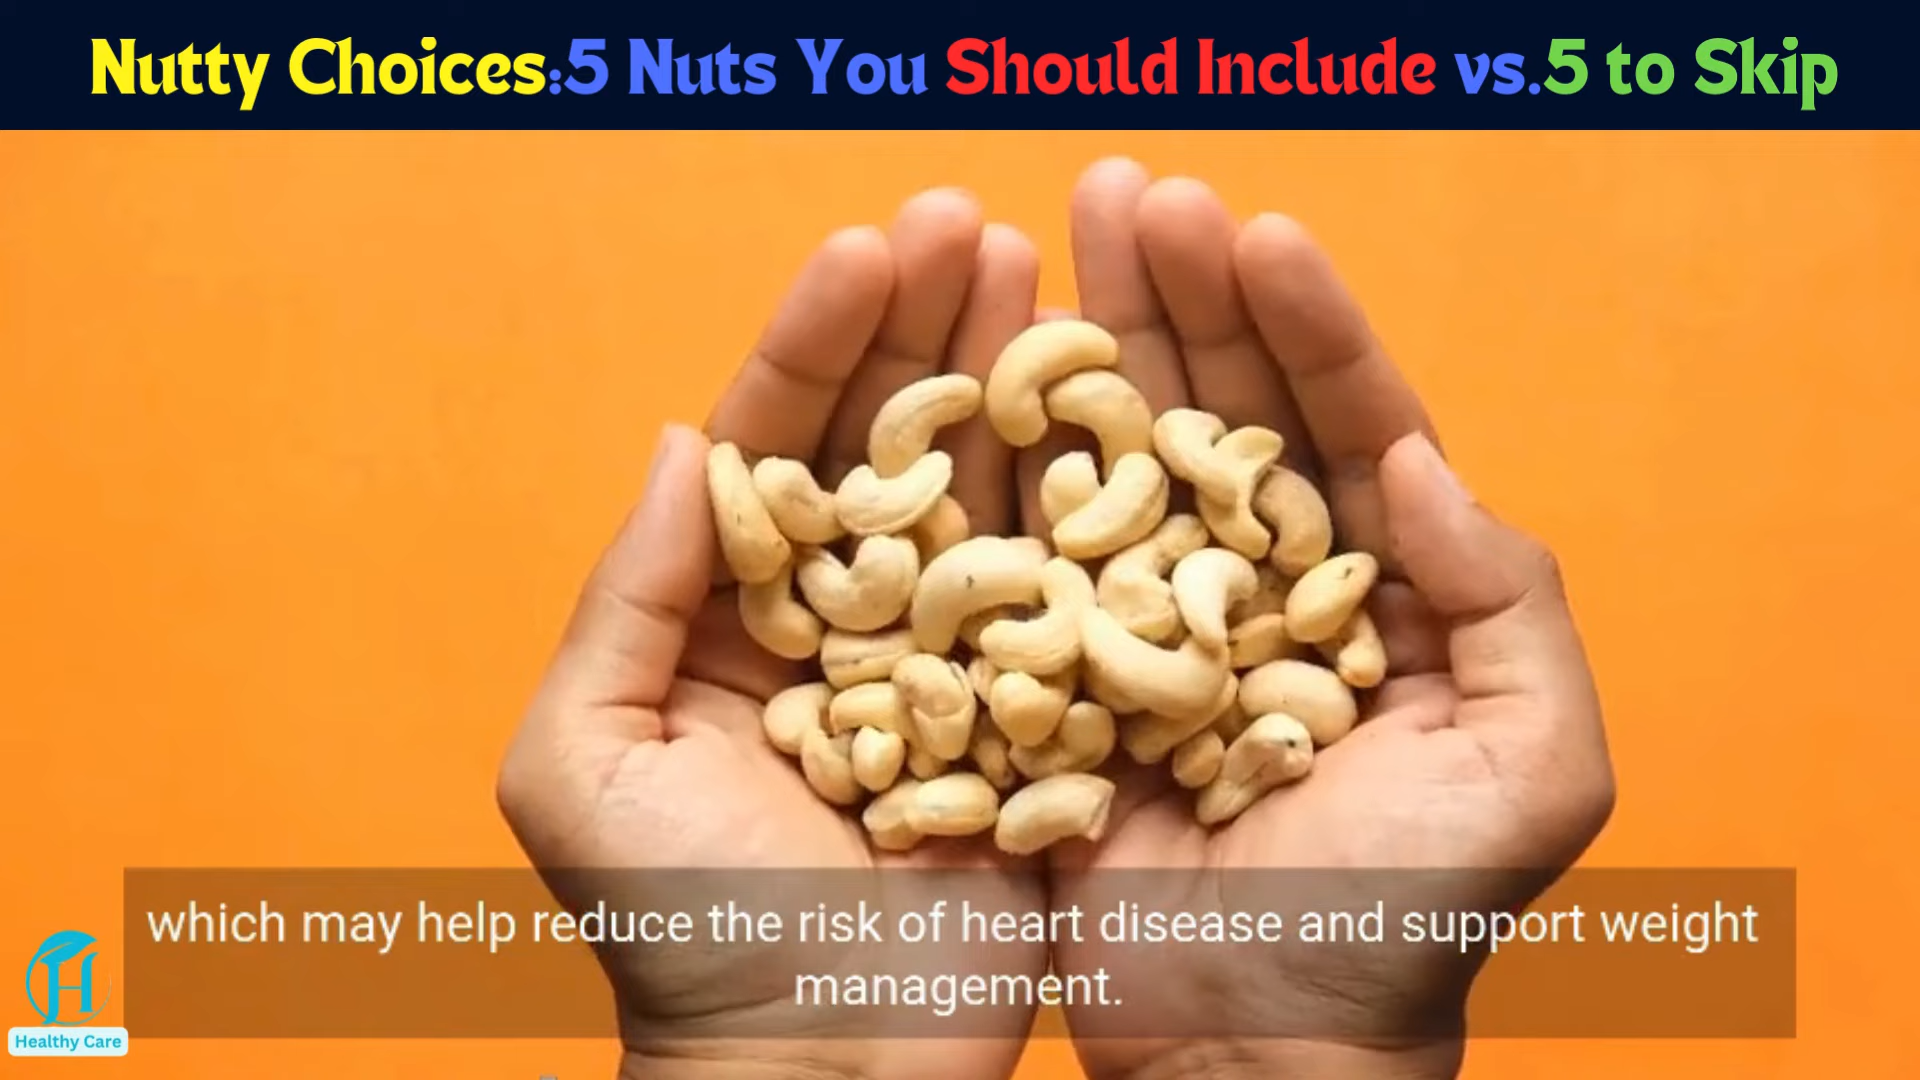 Nutty Choices:5 Nuts You Should Include vs.5 to Skip
which may help reduce the risk of heart disease and support weight
management.
H
Healthy Care